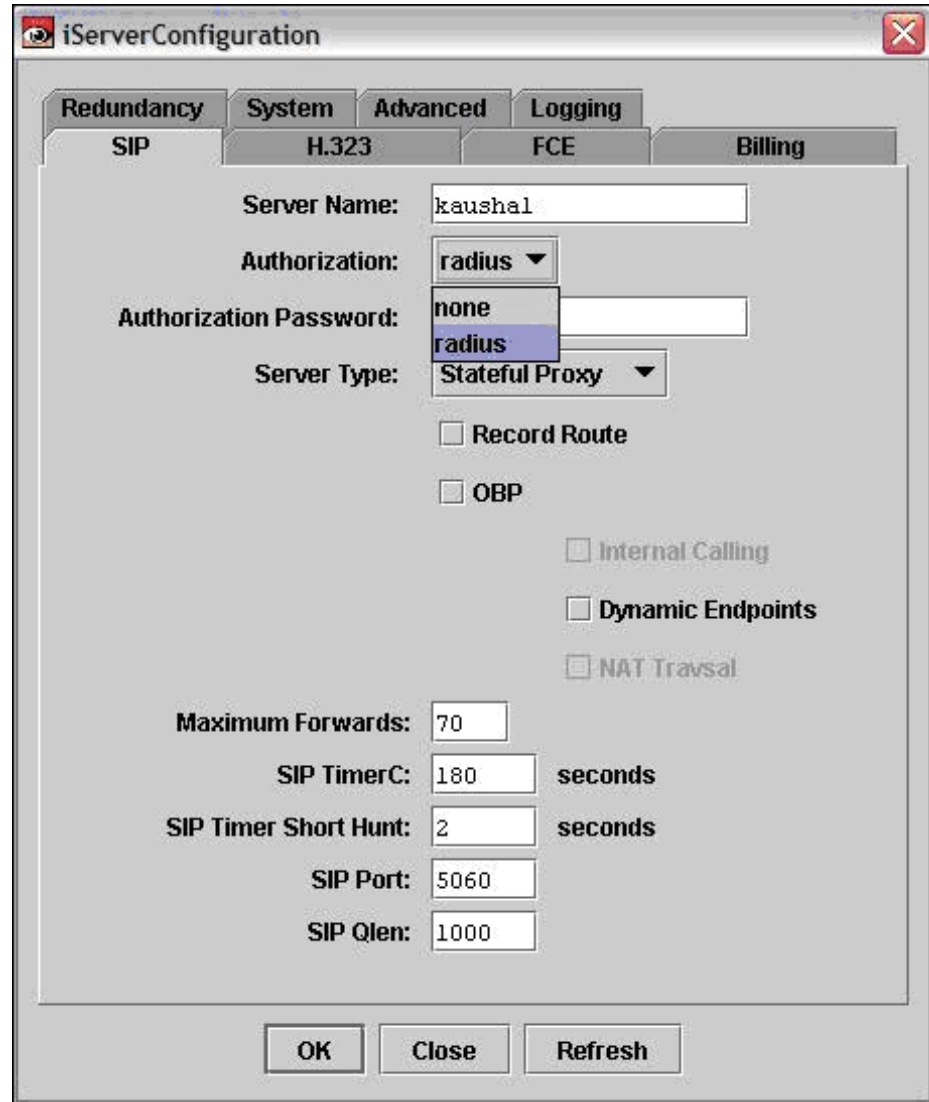 iServerConfiguration
Redundancy System Advanced Logging
SIP H.323 FCE Billing
Server Name: kaushal
Authorization: radius
none
Authorization Password:
radius
Server Type: Stateful Proxy
Record Route
OBP
Internal Calling
Dynamic Endpoints
NAT Travsal
Maximum Forwards: 70
SIP TimerC: 180 seconds
SIP Timer Short Hunt: 2 seconds
SIP Port: 5060
SIP Qlen: 1000
OK Close Refresh